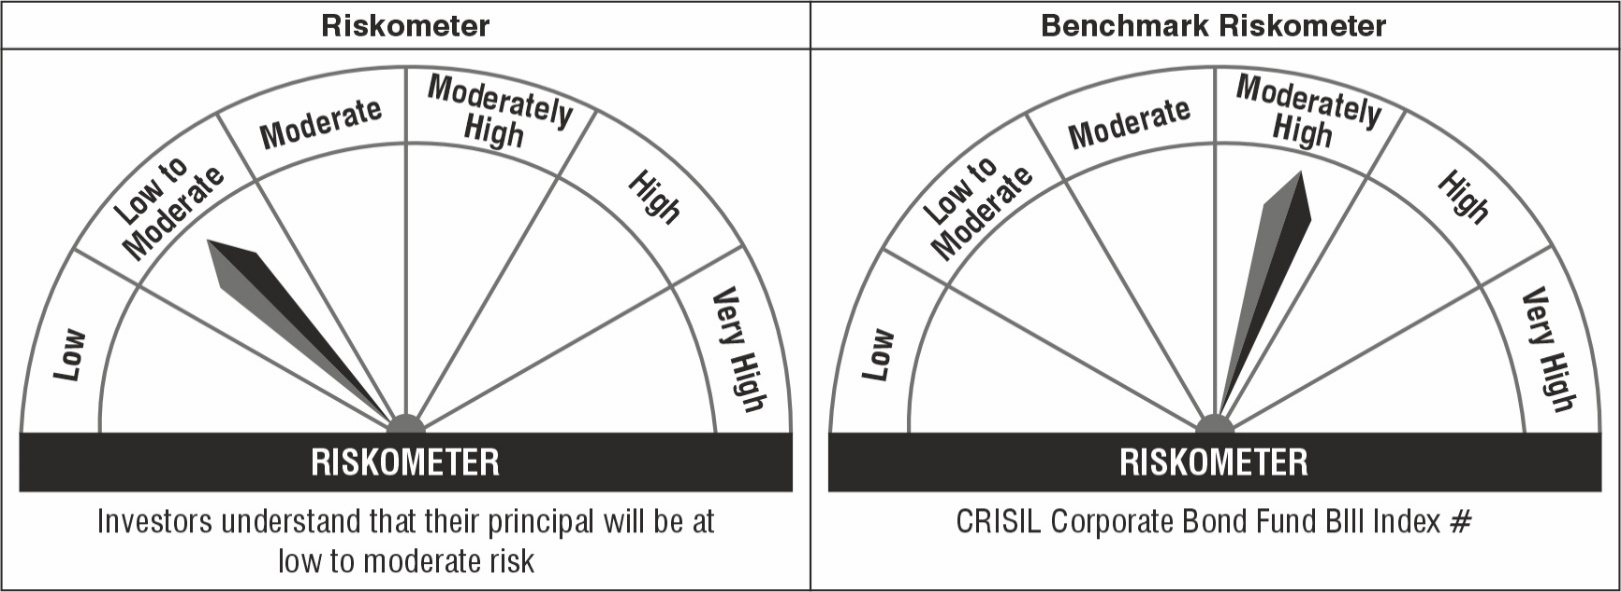 Riskometer
Low
Low to
Moderate
Moderate
Moderately
High
High
Very High
RISKOMETER
Investors understand that their principal will be at
low to moderate risk
Benchmark Riskometer
Low
Low to
Moderate
Moderate
Moderately
High
High
Very High
RISKOMETER
CRISIL Corporate Bond Fund BIII Index #